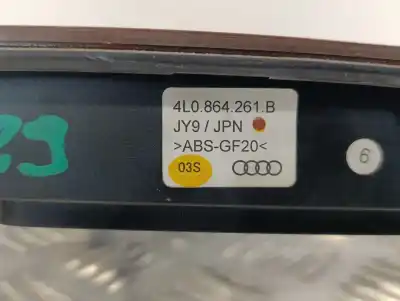 4L0.864.261.B
JY9 / JPN
>ABS-GF20<
03S
6